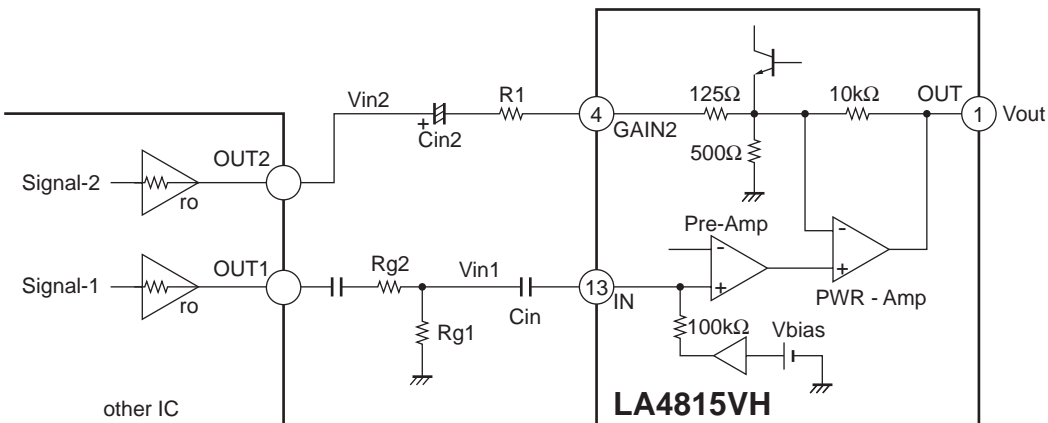 Vin2
+
Cin2
R1
4
GAIN2
125Ω
10kΩ
OUT
1
Vout
500Ω
OUT2
Signal-2
ro
Pre-Amp
-
+
-
+
PWR - Amp
OUT1
Signal-1
ro
Rg2
Vin1
13
IN
Cin
Rg1
100kΩ
Vbias
other IC
LA4815VH